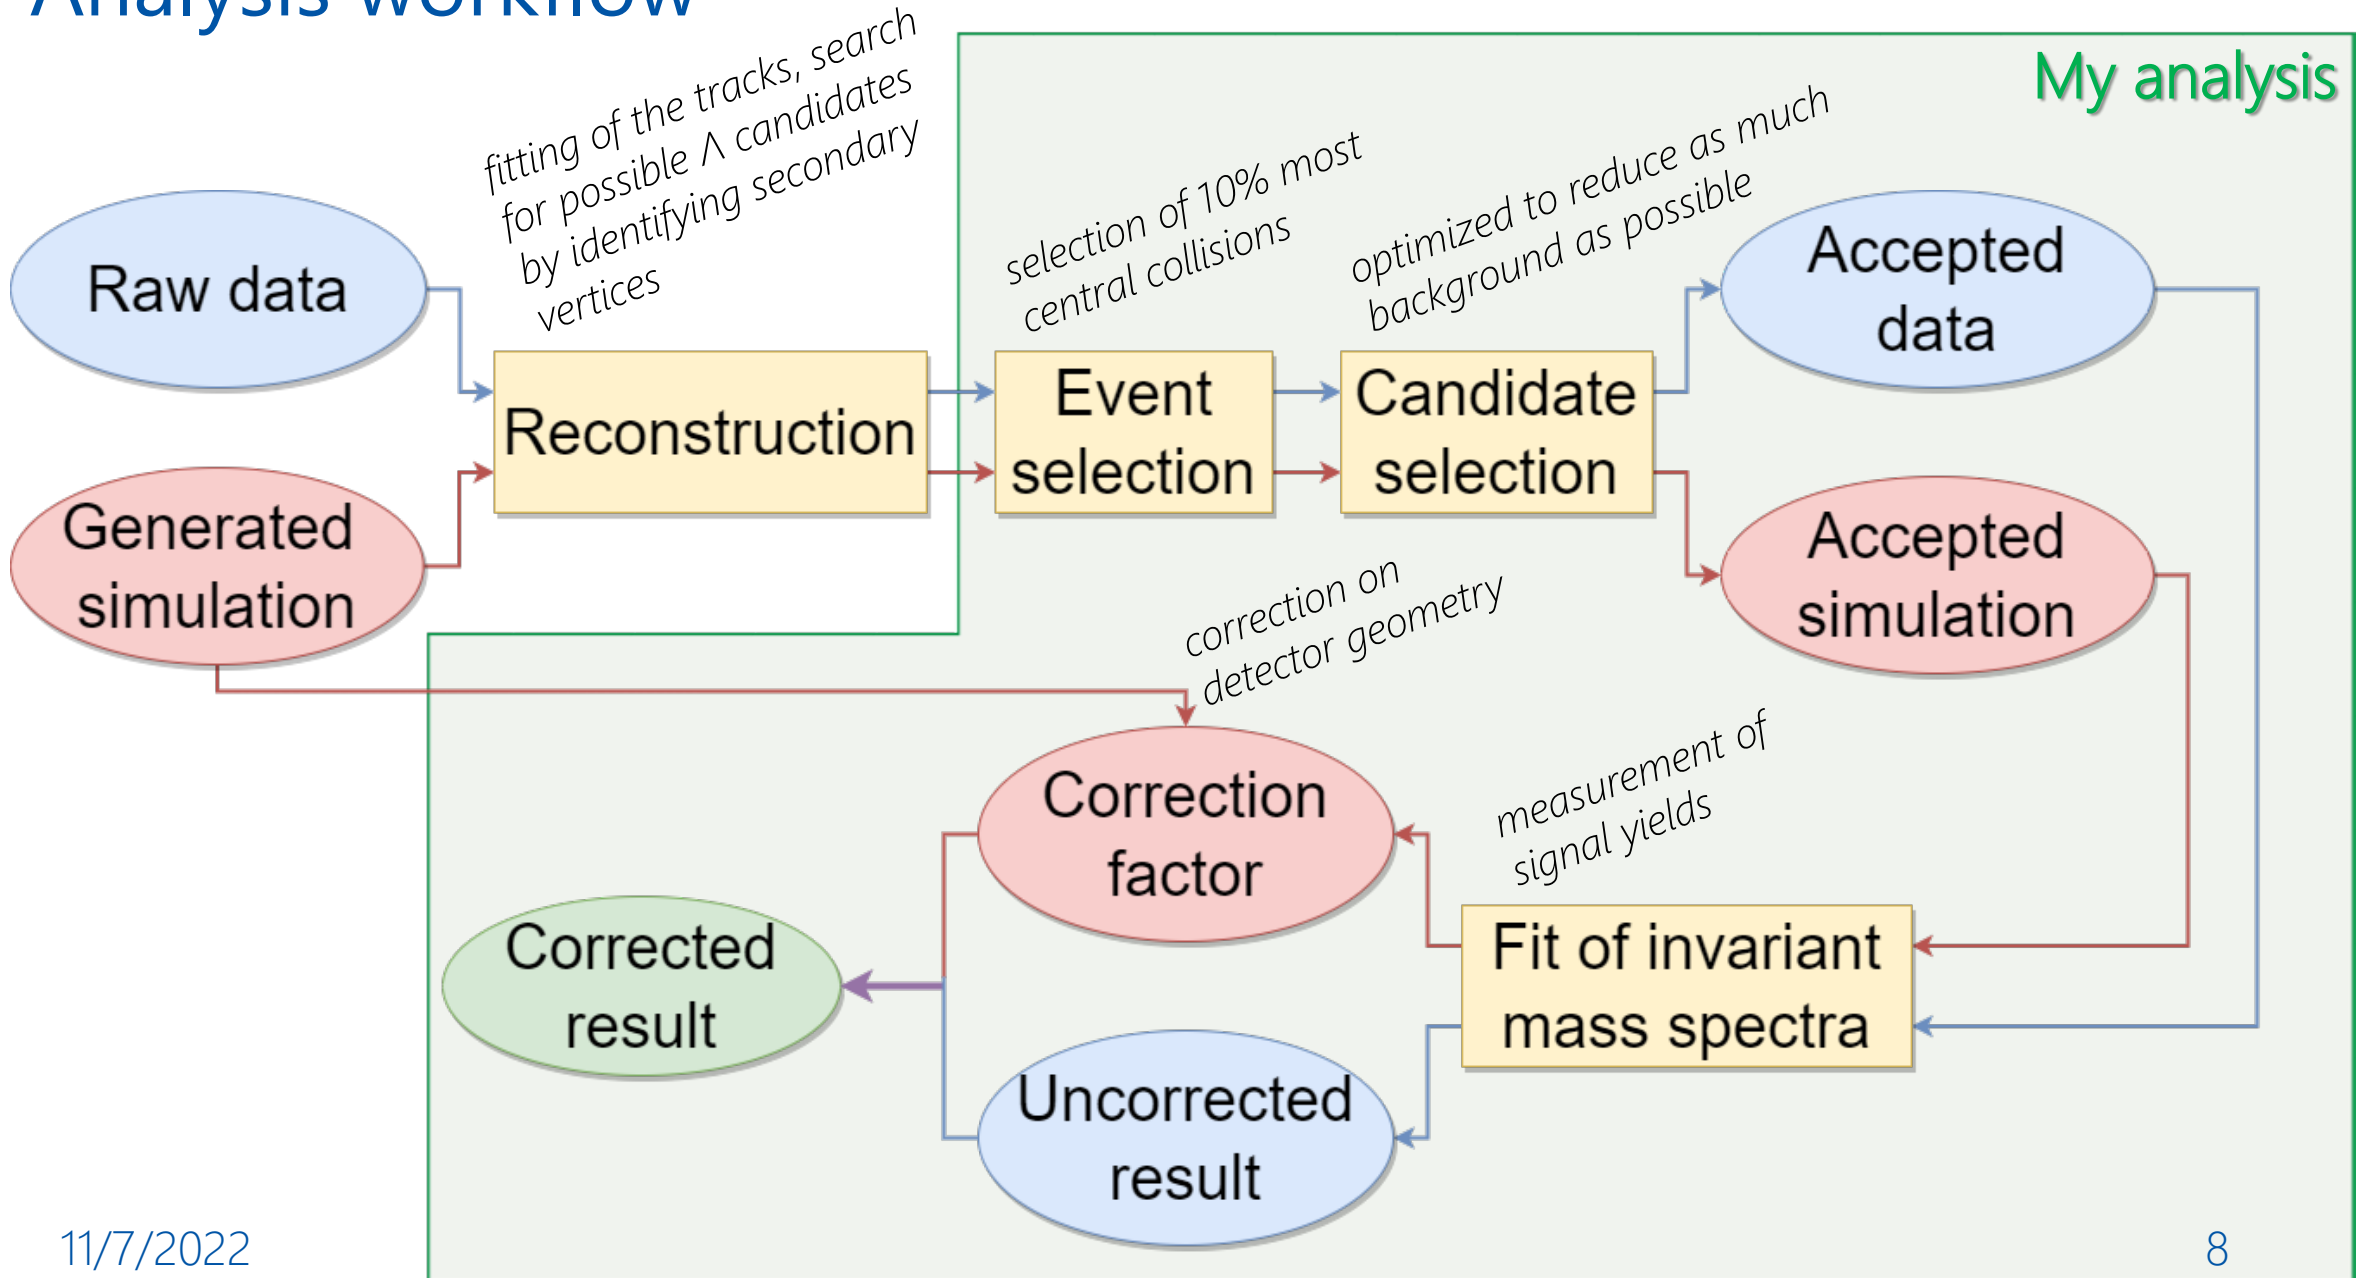 Analysis workflow
My analysis
fitting of the tracks, search
for possible Λ candidates
by identifying secondary
vertices
selection of 10% most
central collisions
optimized to reduce as much
background as possible
Raw data
Accepted
data
Reconstruction
Event
selection
Candidate
selection
Generated
simulation
Accepted
simulation
correction on
detector geometry
measurement of
signal yields
Correction
factor
Fit of invariant
mass spectra
Corrected
result
Uncorrected
result
11/7/2022
8